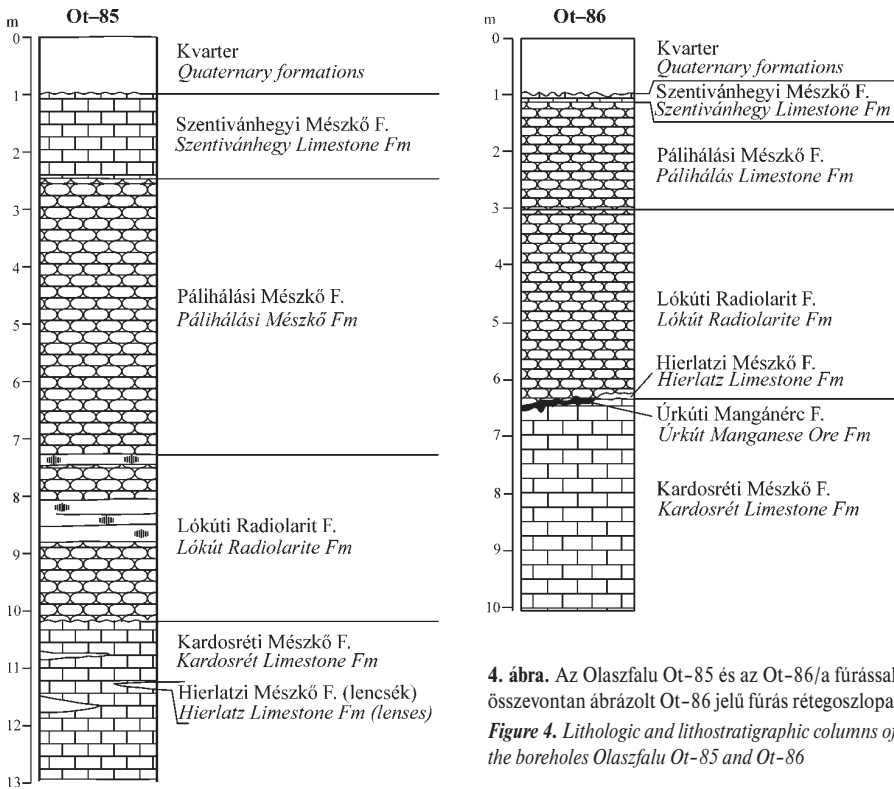 Ot–85
m
0
1
2
3
4
5
6
7
8
9
10
11
12
13
Kvarter
Quaternary formations
Szentivánhegyi Mészkő F.
Szentivánhegy Limestone Fm
Pálihálási Mészkő F.
Pálihálási Mészkő Fm
Lókúti Radiolarit F.
Lókút Radiolarite Fm
Kardosréti Mészkő F.
Kardosrét Limestone Fm
Hierlatzi Mészkő F. (lencsék)
Hierlatz Limestone Fm (lenses)
Ot–86
m
0
1
2
3
4
5
6
7
8
9
10
Kvarter
Quaternary formations
Szentivánhegyi Mészkő F.
Szentivánhegy Limestone Fm
Pálihálási Mészkő F.
Pálihálás Limestone Fm
Lókúti Radiolarit F.
Lókút Radiolarite Fm
Hierlatzi Mészkő F.
Hierlatz Limestone Fm
Úrkúti Mangánérc F.
Úrkút Manganese Ore Fm
Kardosréti Mészkő F.
Kardosrét Limestone Fm
4. ábra. Az Olaszfalu Ot–85 és az Ot–86/a fúrással
összevontan ábrázolt Ot–86 jelű fúrás rétegoszlopa
Figure 4. Lithologic and lithostratigraphic columns of
the boreholes Olaszfalu Ot–85 and Ot–86